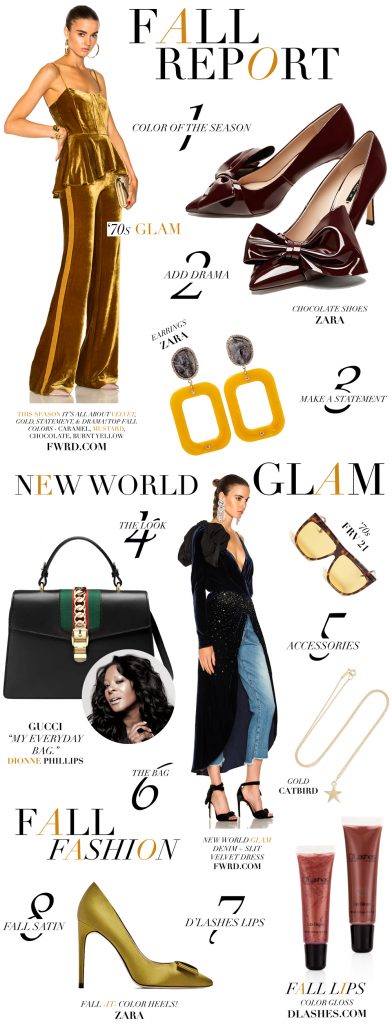 FALL
REPORT
1
COLOR OF THE SEASON
'70s GLAM
2
ADD DRAMA
CHOCOLATE SHOES
ZARA
EARRINGS
ZARA
3
MAKE A STATEMENT
THIS SEASON IT'S ALL ABOUT VELVET,
GOLD, STATEMENT, & DRAMA! TOP FALL
COLORS - CARAMEL, MUSTARD,
CHOCOLATE, BURNT YELLOW
FWRD.COM
NEW WORLD GLAM
4
THE LOOK
'70s
FRV 21
5
ACCESSORIES
GUCCI
"MY EVERYDAY
BAG."
DIONNE PHILLIPS
GOLD
CATBIRD
THE BAG
6
FALL
FASHION
NEW WORLD GLAM
DENIM + SLIT
VELVET DRESS
FWRD.COM
8
FALL SATIN
7
D'LASHES LIPS
D'Lashes
Lip Gloss
FALL -IT- COLOR HEELS!
ZARA
FALL LIPS
COLOR GLOSS
DLASHES.COM